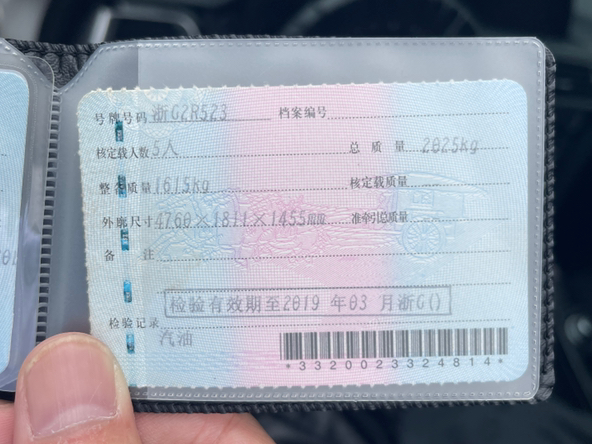 号牌号码 浙G2R523 档案编号
核定载人数 5人 总质量 2025kg
整备质量 1615kg 核定载质量
外廓尺寸 4760×1811×1455mm 准牵引总质量
备注
检验有效期至2019 年03 月浙G()
检验记录
汽油
*3320023324814*